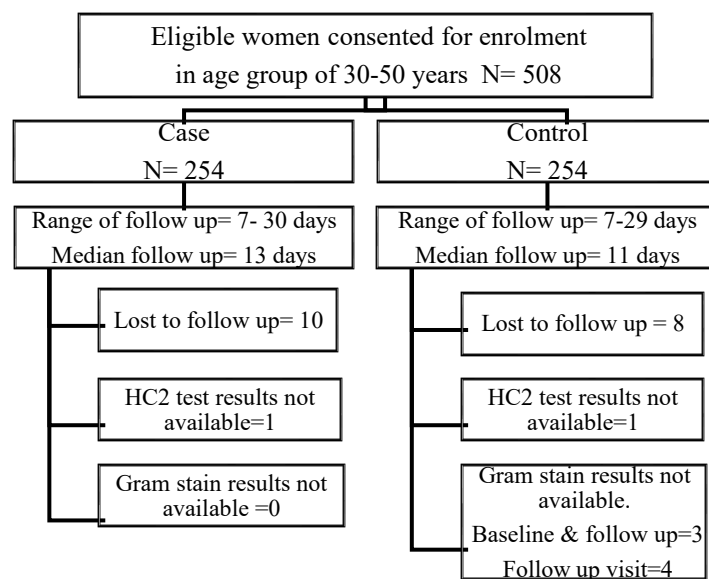 Eligible women consented for enrolment
in age group of 30-50 years N= 508
Case
N= 254
Control
N= 254
Range of follow up= 7- 30 days
Median follow up= 13 days
Range of follow up= 7-29 days
Median follow up= 11 days
Lost to follow up= 10
Lost to follow up = 8
HC2 test results not
available=1
HC2 test results not
available=1
Gram stain results not
available =0
Gram stain results not
available.
Baseline & follow up=3
Follow up visit=4